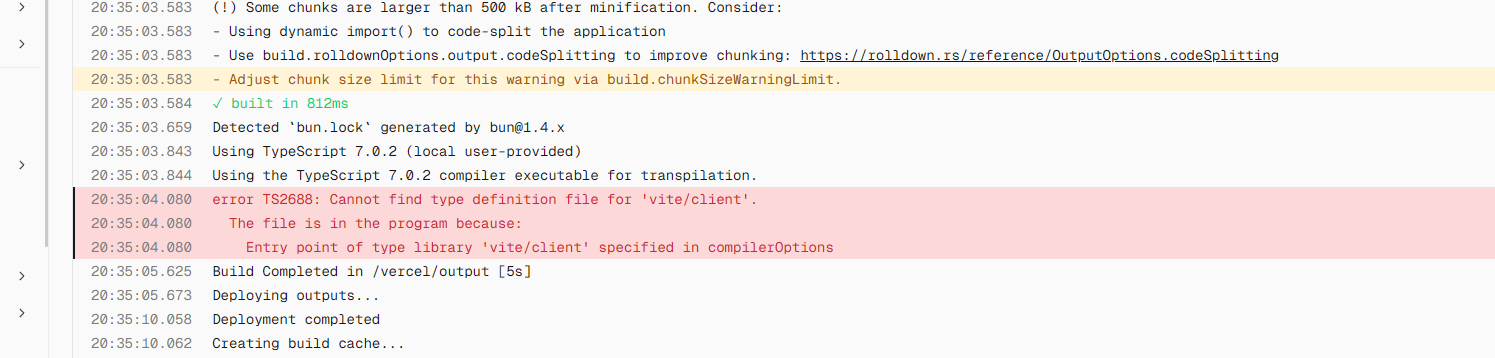 20:35:03.583 (!) Some chunks are larger than 500 kB after minification. Consider:
20:35:03.583 - Using dynamic import() to code-split the application
20:35:03.583 - Use build.rolldownOptions.output.codeSplitting to improve chunking: https://rolldown.rs/reference/OutputOptions.codeSplitting
20:35:03.583 - Adjust chunk size limit for this warning via build.chunkSizeWarningLimit.
20:35:03.584 ✓ built in 812ms
20:35:03.659 Detected `bun.lock` generated by bun@1.4.x
20:35:03.843 Using TypeScript 7.0.2 (local user-provided)
20:35:03.844 Using the TypeScript 7.0.2 compiler executable for transpilation.
20:35:04.080 error TS2688: Cannot find type definition file for 'vite/client'.
20:35:04.080   The file is in the program because:
20:35:04.080     Entry point of type library 'vite/client' specified in compilerOptions
20:35:05.625 Build Completed in /vercel/output [5s]
20:35:05.673 Deploying outputs...
20:35:10.058 Deployment completed
20:35:10.062 Creating build cache...